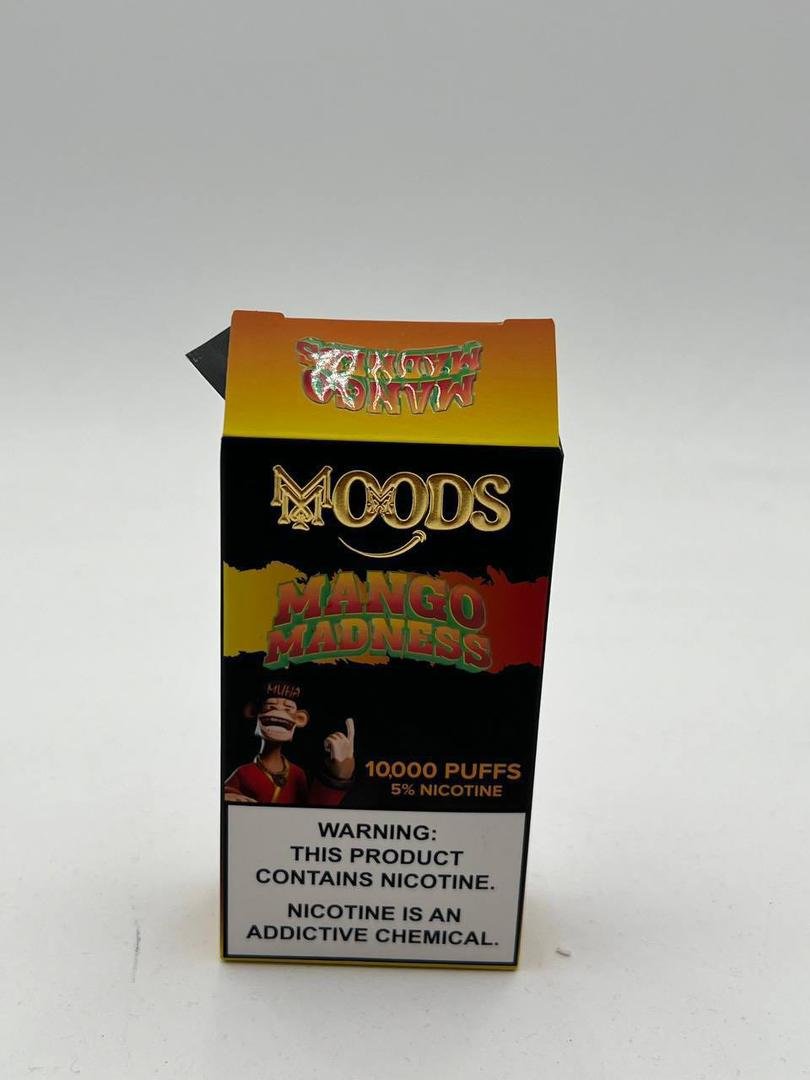 MANGO
MADNESS
MOODS
MANGO
MADNESS
MUHA
10,000 PUFFS
5% NICOTINE
WARNING:
THIS PRODUCT
CONTAINS NICOTINE.
NICOTINE IS AN
ADDICTIVE CHEMICAL.